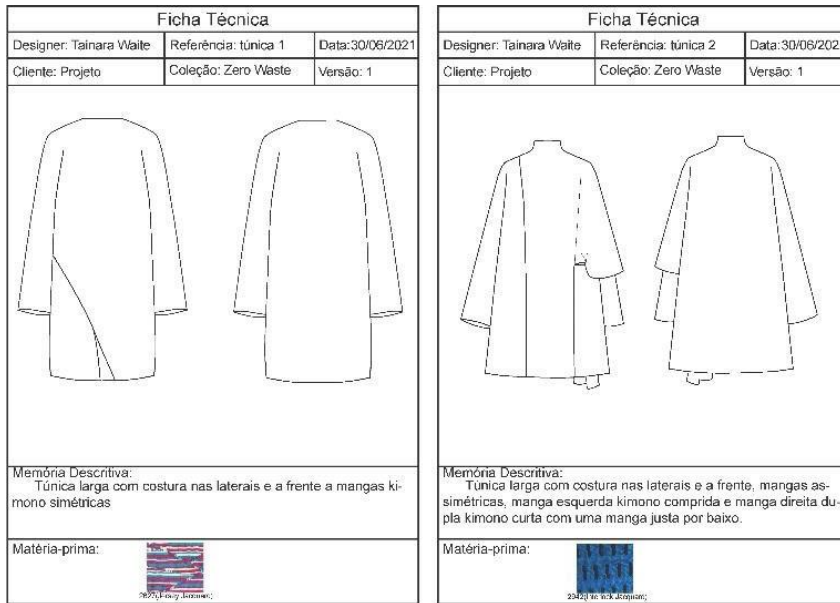 Ficha Técnica
Designer: Tainara Waite
Referência: túnica 1
Data:30/06/2021
Cliente: Projeto
Coleção: Zero Waste
Versão: 1
Memória Descritiva:
Túnica larga com costura nas laterais e a frente a mangas ki-
mono simétricas
Matéria-prima:
Ficha Técnica
Designer: Tainara Waite
Referência: túnica 2
Data:30/06/202
Cliente: Projeto
Coleção: Zero Waste
Versão: 1
Memória Descritiva:
Túnica larga com costura nas laterais e a frente, mangas as-
simétricas, manga esquerda kimono comprida e manga direita du-
pla kimono curta com uma manga justa por baixo.
Matéria-prima: